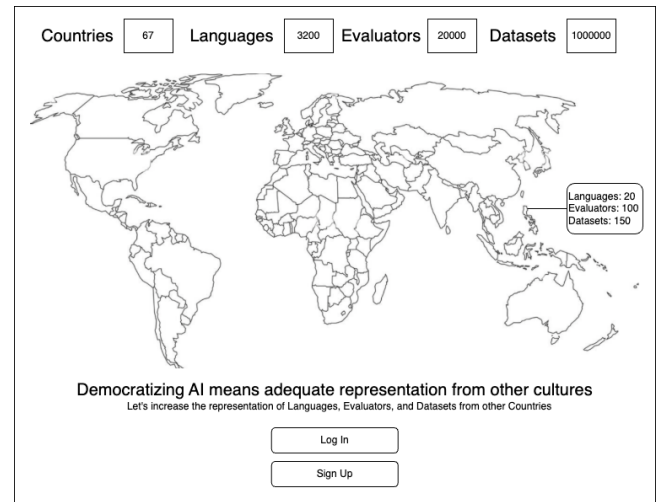 Countries 67 Languages 3200 Evaluators 20000 Datasets 1000000
Languages: 20
Evaluators: 100
Datasets: 150
Democratizing AI means adequate representation from other cultures
Let's increase the representation of Languages, Evaluators, and Datasets from other Countries
Log In
Sign Up